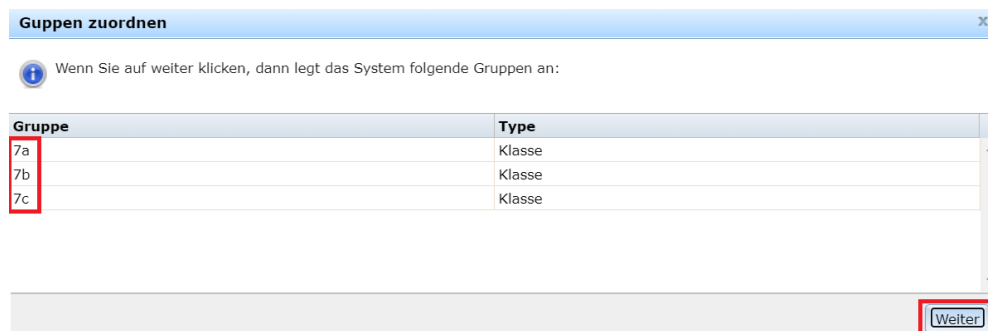 Guppen zuordnen
x
Wenn Sie auf weiter klicken, dann legt das System folgende Gruppen an:
Gruppe Type
7a Klasse
7b Klasse
7c Klasse
Weiter